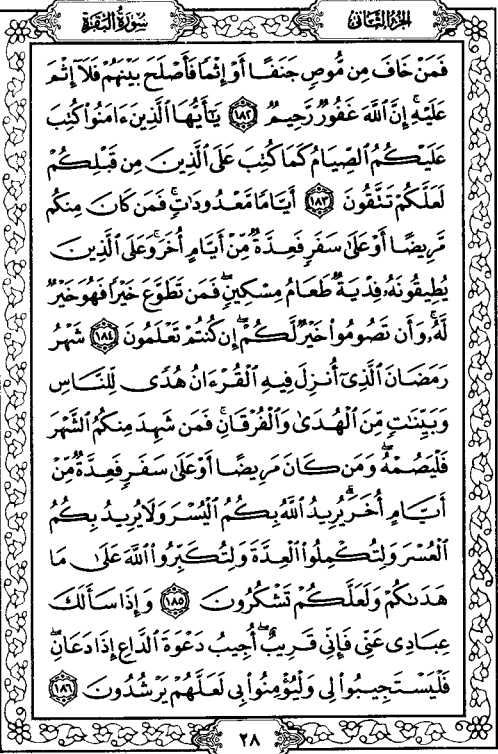 الجزء الثاني
سورة البقرة
فَمَنْ خَافَ مِن مُّوصٍ جَنَفًا أَوْ إِثْمًا فَأَصْلَحَ بَيْنَهُمْ فَلَآ إِثْمَ
عَلَيْهِ ۚ إِنَّ ٱللَّهَ غَفُورٌ رَّحِيمٌ ١٨٢ يَٰٓأَيُّهَا ٱلَّذِينَ ءَامَنُوا۟ كُتِبَ
عَلَيْكُمُ ٱلصِّيَامُ كَمَا كُتِبَ عَلَى ٱلَّذِينَ مِن قَبْلِكُمْ
لَعَلَّكُمْ تَتَّقُونَ ١٨٣ أَيَّامًا مَّعْدُودَٰتٍ ۚ فَمَن كَانَ مِنكُم
مَّرِيضًا أَوْ عَلَىٰ سَفَرٍ فَعِدَّةٌ مِّنْ أَيَّامٍ أُخَرَ ۚ وَعَلَى ٱلَّذِينَ
يُطِيقُونَهُۥ فِدْيَةٌ طَعَامُ مِسْكِينٍ ۖ فَمَن تَطَوَّعَ خَيْرًا فَهُوَ خَيْرٌ
لَّهُۥ ۚ وَأَن تَصُومُوا۟ خَيْرٌ لَّكُمْ ۖ إِن كُنتُمْ تَعْلَمُونَ ١٨٤ شَهْرُ
رَمَضَانَ ٱلَّذِىٓ أُنزِلَ فِيهِ ٱلْقُرْءَانُ هُدًى لِّلنَّاسِ
وَبَيِّنَٰتٍ مِّنَ ٱلْهُدَىٰ وَٱلْفُرْقَانِ ۚ فَمَن شَهِدَ مِنكُمُ ٱلشَّهْرَ
فَلْيَصُمْهُ ۖ وَمَن كَانَ مَرِيضًا أَوْ عَلَىٰ سَفَرٍ فَعِدَّةٌ مِّنْ
أَيَّامٍ أُخَرَ ۗ يُرِيدُ ٱللَّهُ بِكُمُ ٱلْيُسْرَ وَلَا يُرِيدُ بِكُمُ
ٱلْعُسْرَ وَلِتُكْمِلُوا۟ ٱلْعِدَّةَ وَلِتُكَبِّرُوا۟ ٱللَّهَ عَلَىٰ مَا
هَدَىٰكُمْ وَلَعَلَّكُمْ تَشْكُرُونَ ١٨٥ وَإِذَا سَأَلَكَ
عِبَادِى عَنِّى فَإِنِّى قَرِيبٌ ۖ أُجِيبُ دَعْوَةَ ٱلدَّاعِ إِذَا دَعَانِ ۖ
فَلْيَسْتَجِيبُوا۟ لِى وَلْيُؤْمِنُوا۟ بِى لَعَلَّهُمْ يَرْشُدُونَ ١٨٦
٢٨